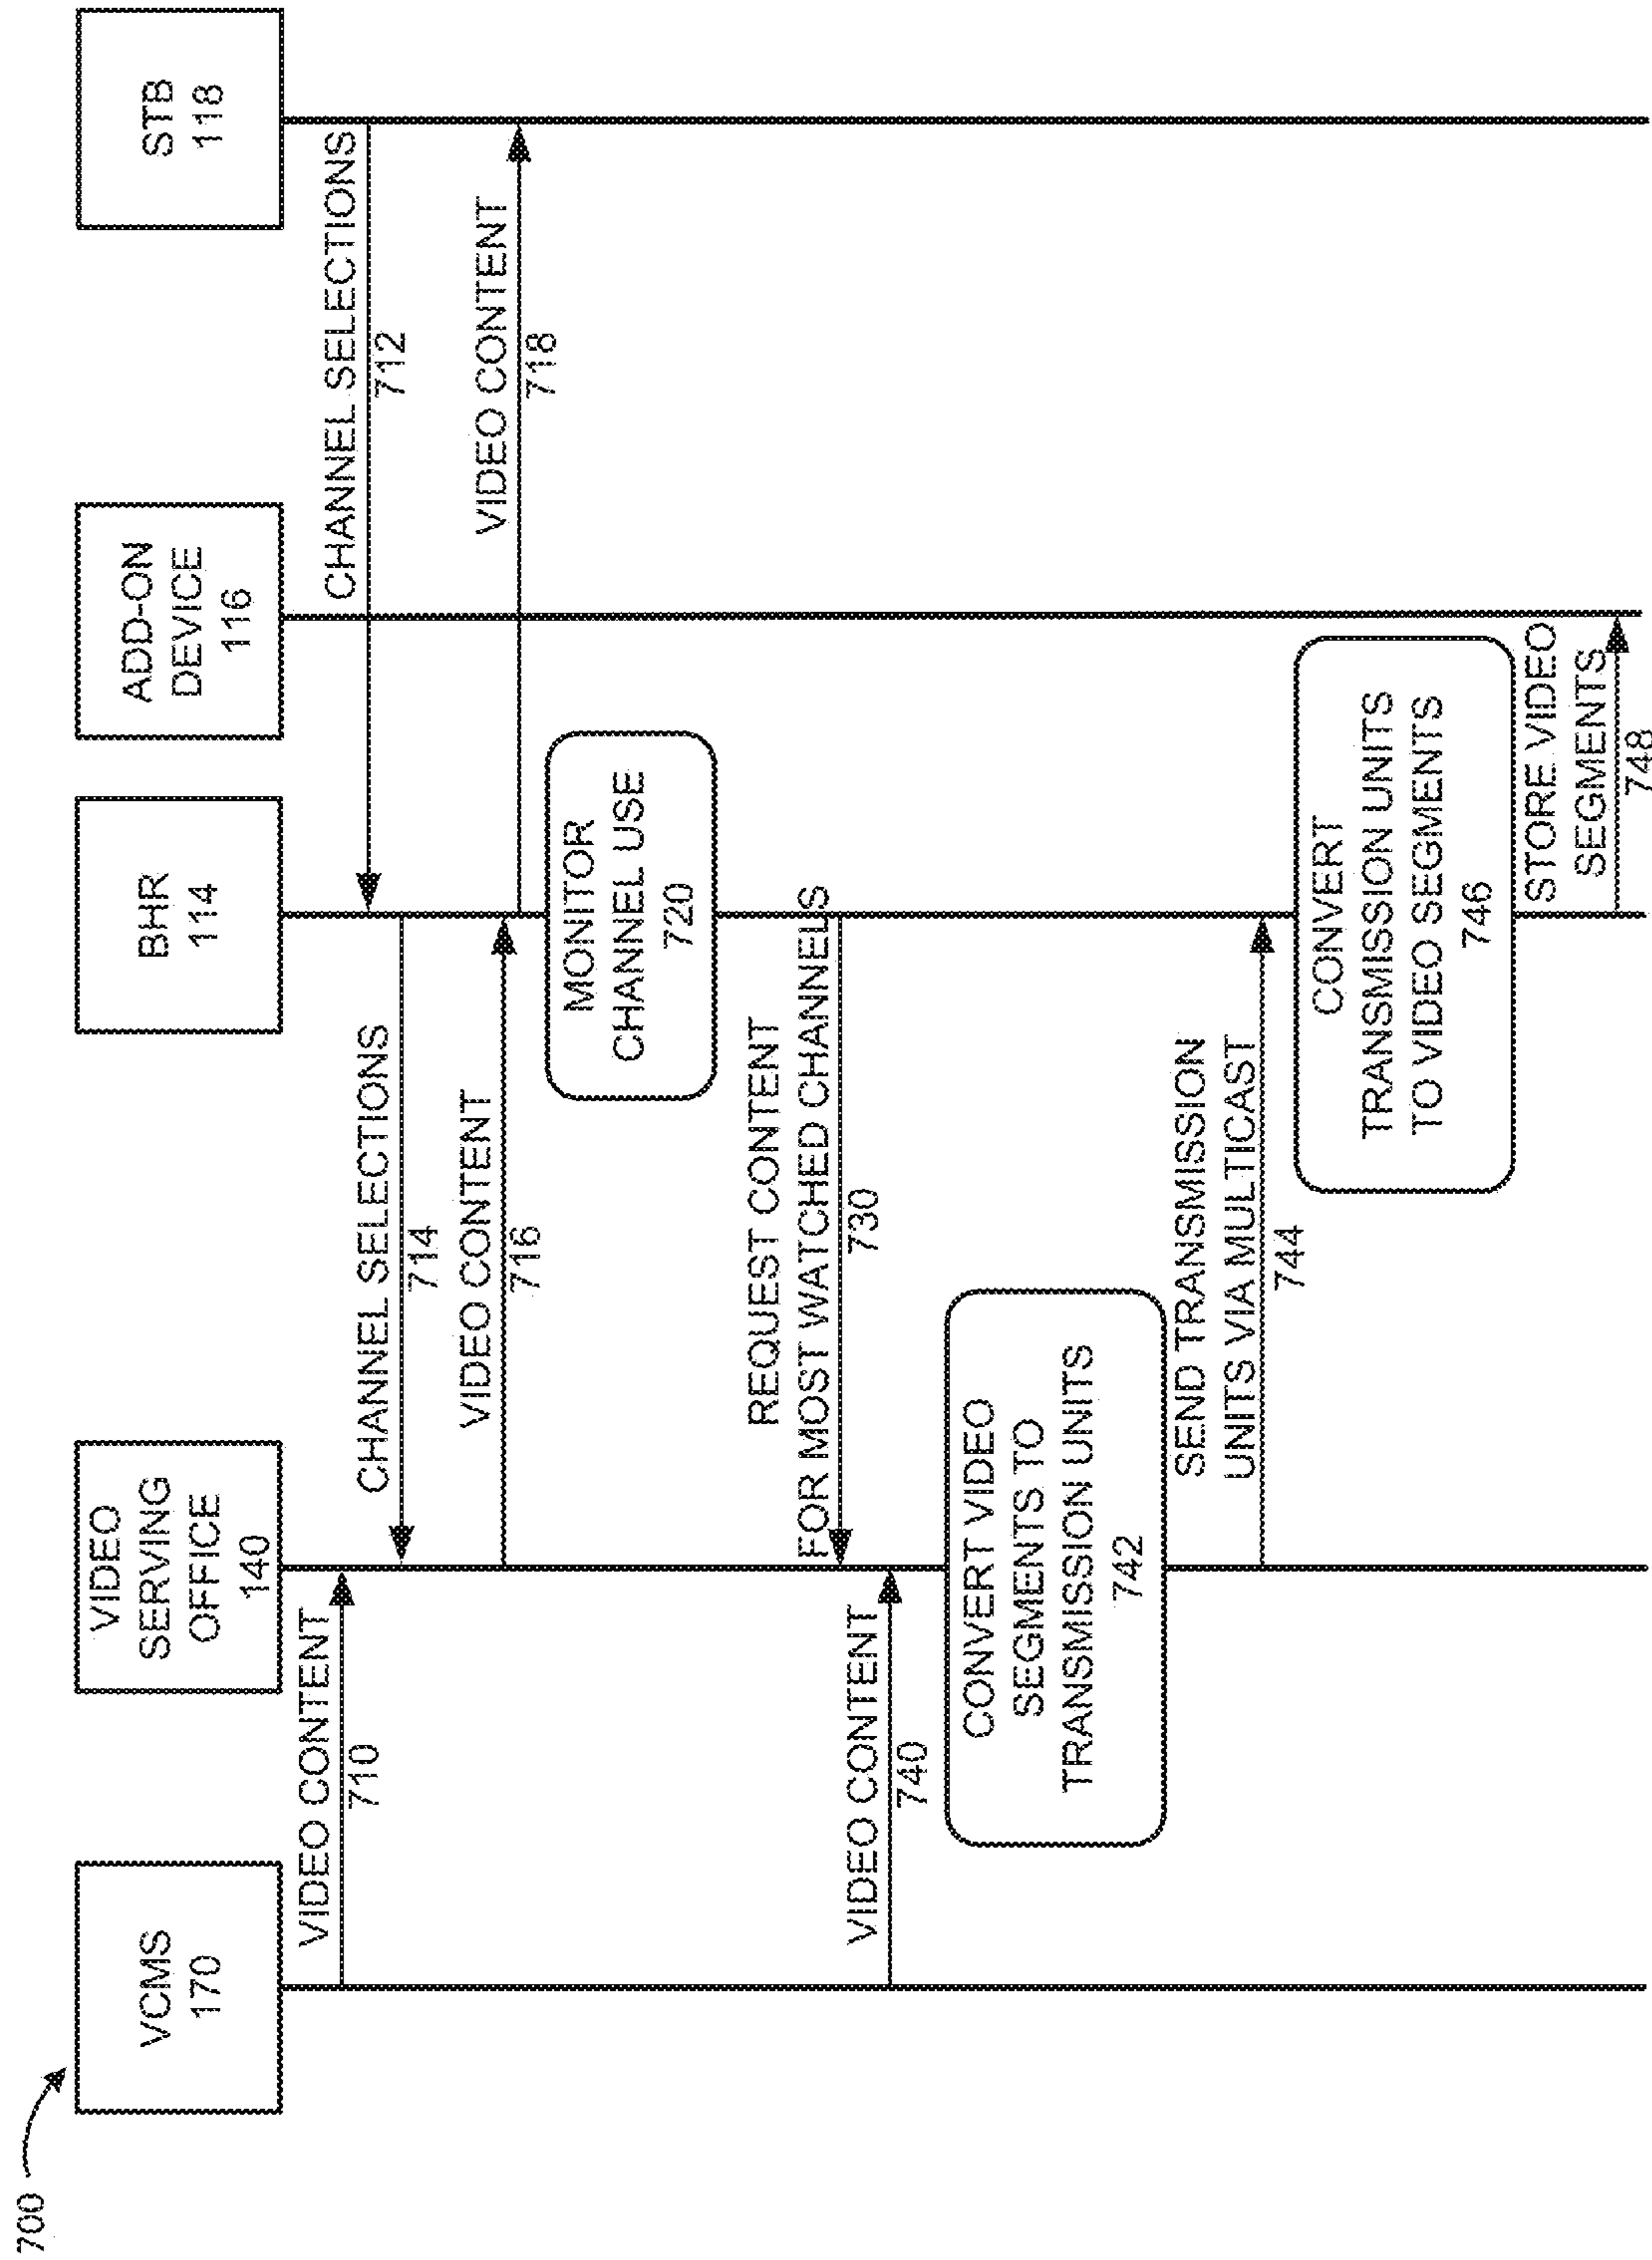 700
VCMS
170
VIDEO
SERVING
OFFICE
140
BHR
114
ADD-ON
DEVICE
116
STB
118
VIDEO CONTENT
710
CHANNEL SELECTIONS
712
CHANNEL SELECTIONS
714
VIDEO CONTENT
716
VIDEO CONTENT
718
MONITOR
CHANNEL USE
720
REQUEST CONTENT
FOR MOST WATCHED CHANNELS
730
VIDEO CONTENT
740
CONVERT VIDEO
SEGMENTS TO
TRANSMISSION UNITS
742
SEND TRANSMISSION
UNITS VIA MULTICAST
744
CONVERT
TRANSMISSION UNITS
TO VIDEO SEGMENTS
746
STORE VIDEO
SEGMENTS
748